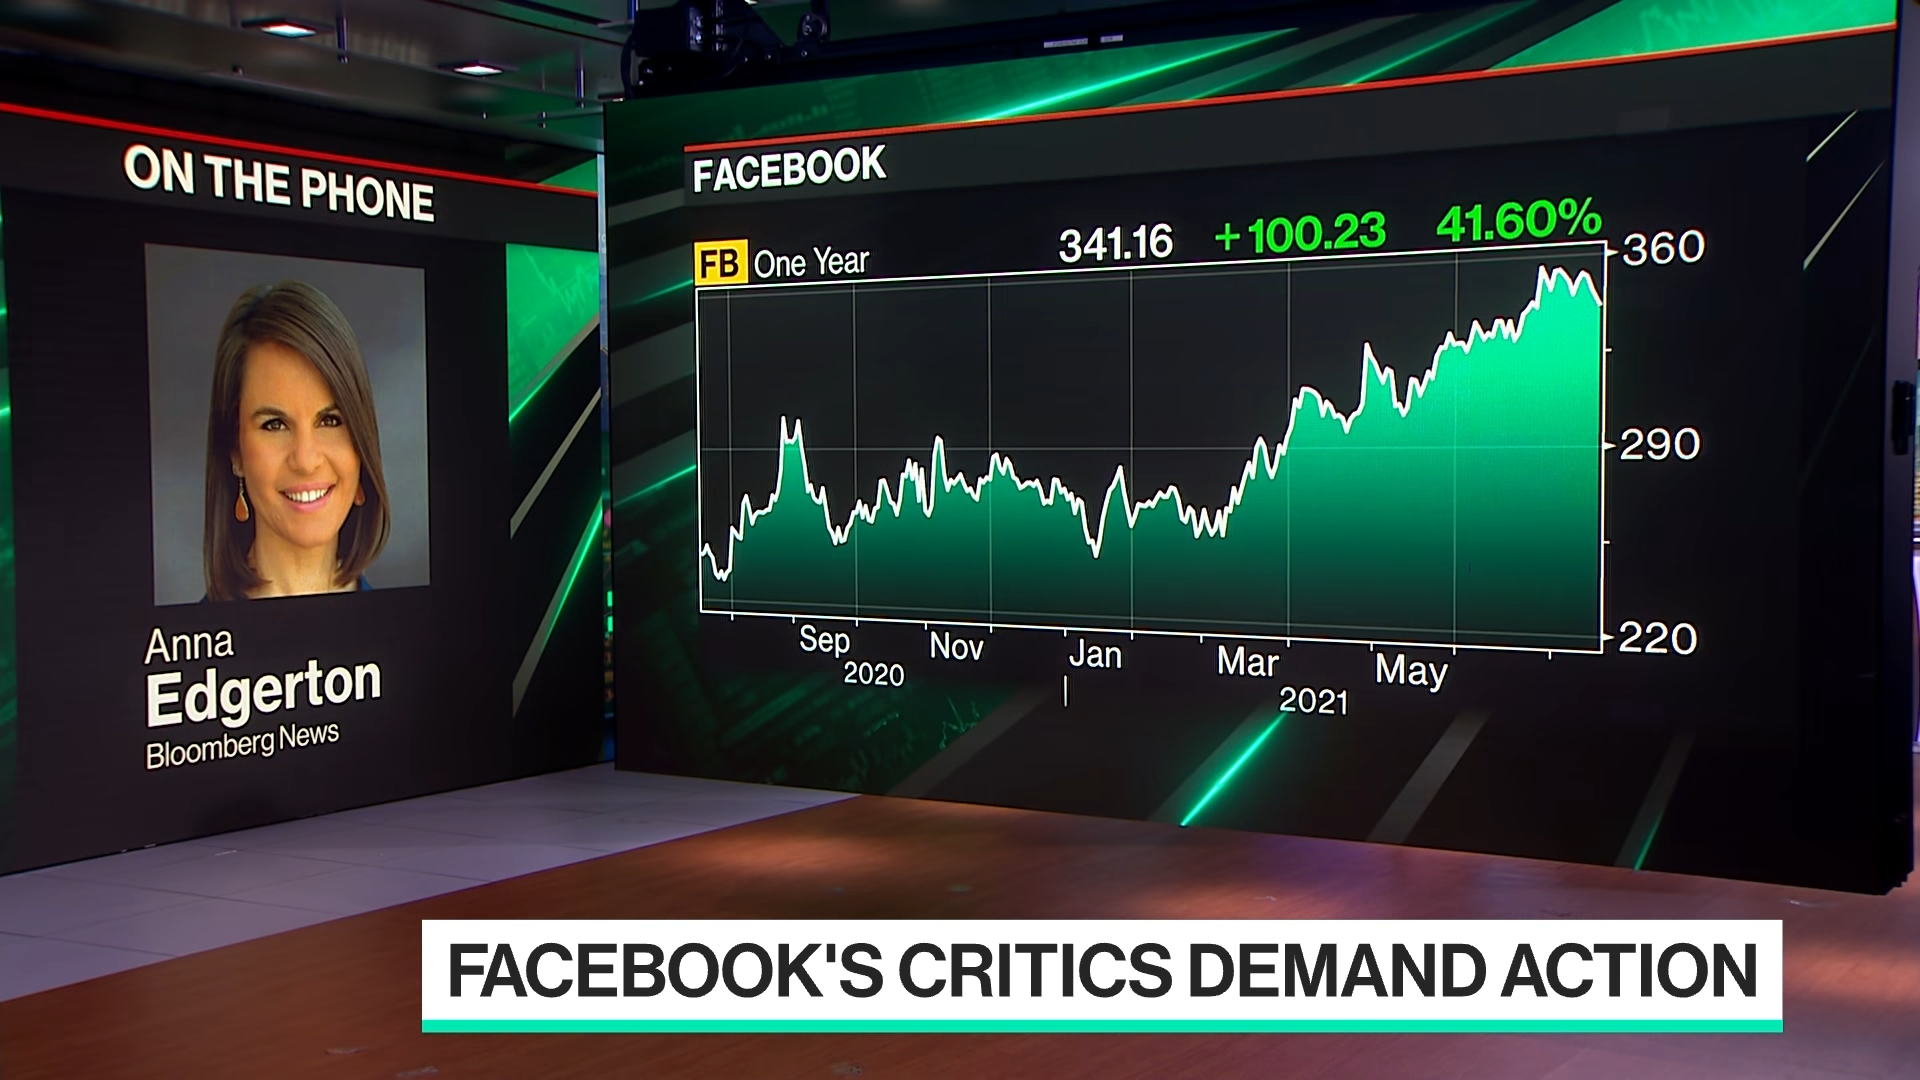 ON THE PHONE
Anna
Edgerton
Bloomberg News
FACEBOOK
FB One Year 341.16 +100.23 41.60%
360
290
220
Sep Nov Jan Mar May
2020 2021
FACEBOOK'S CRITICS DEMAND ACTION